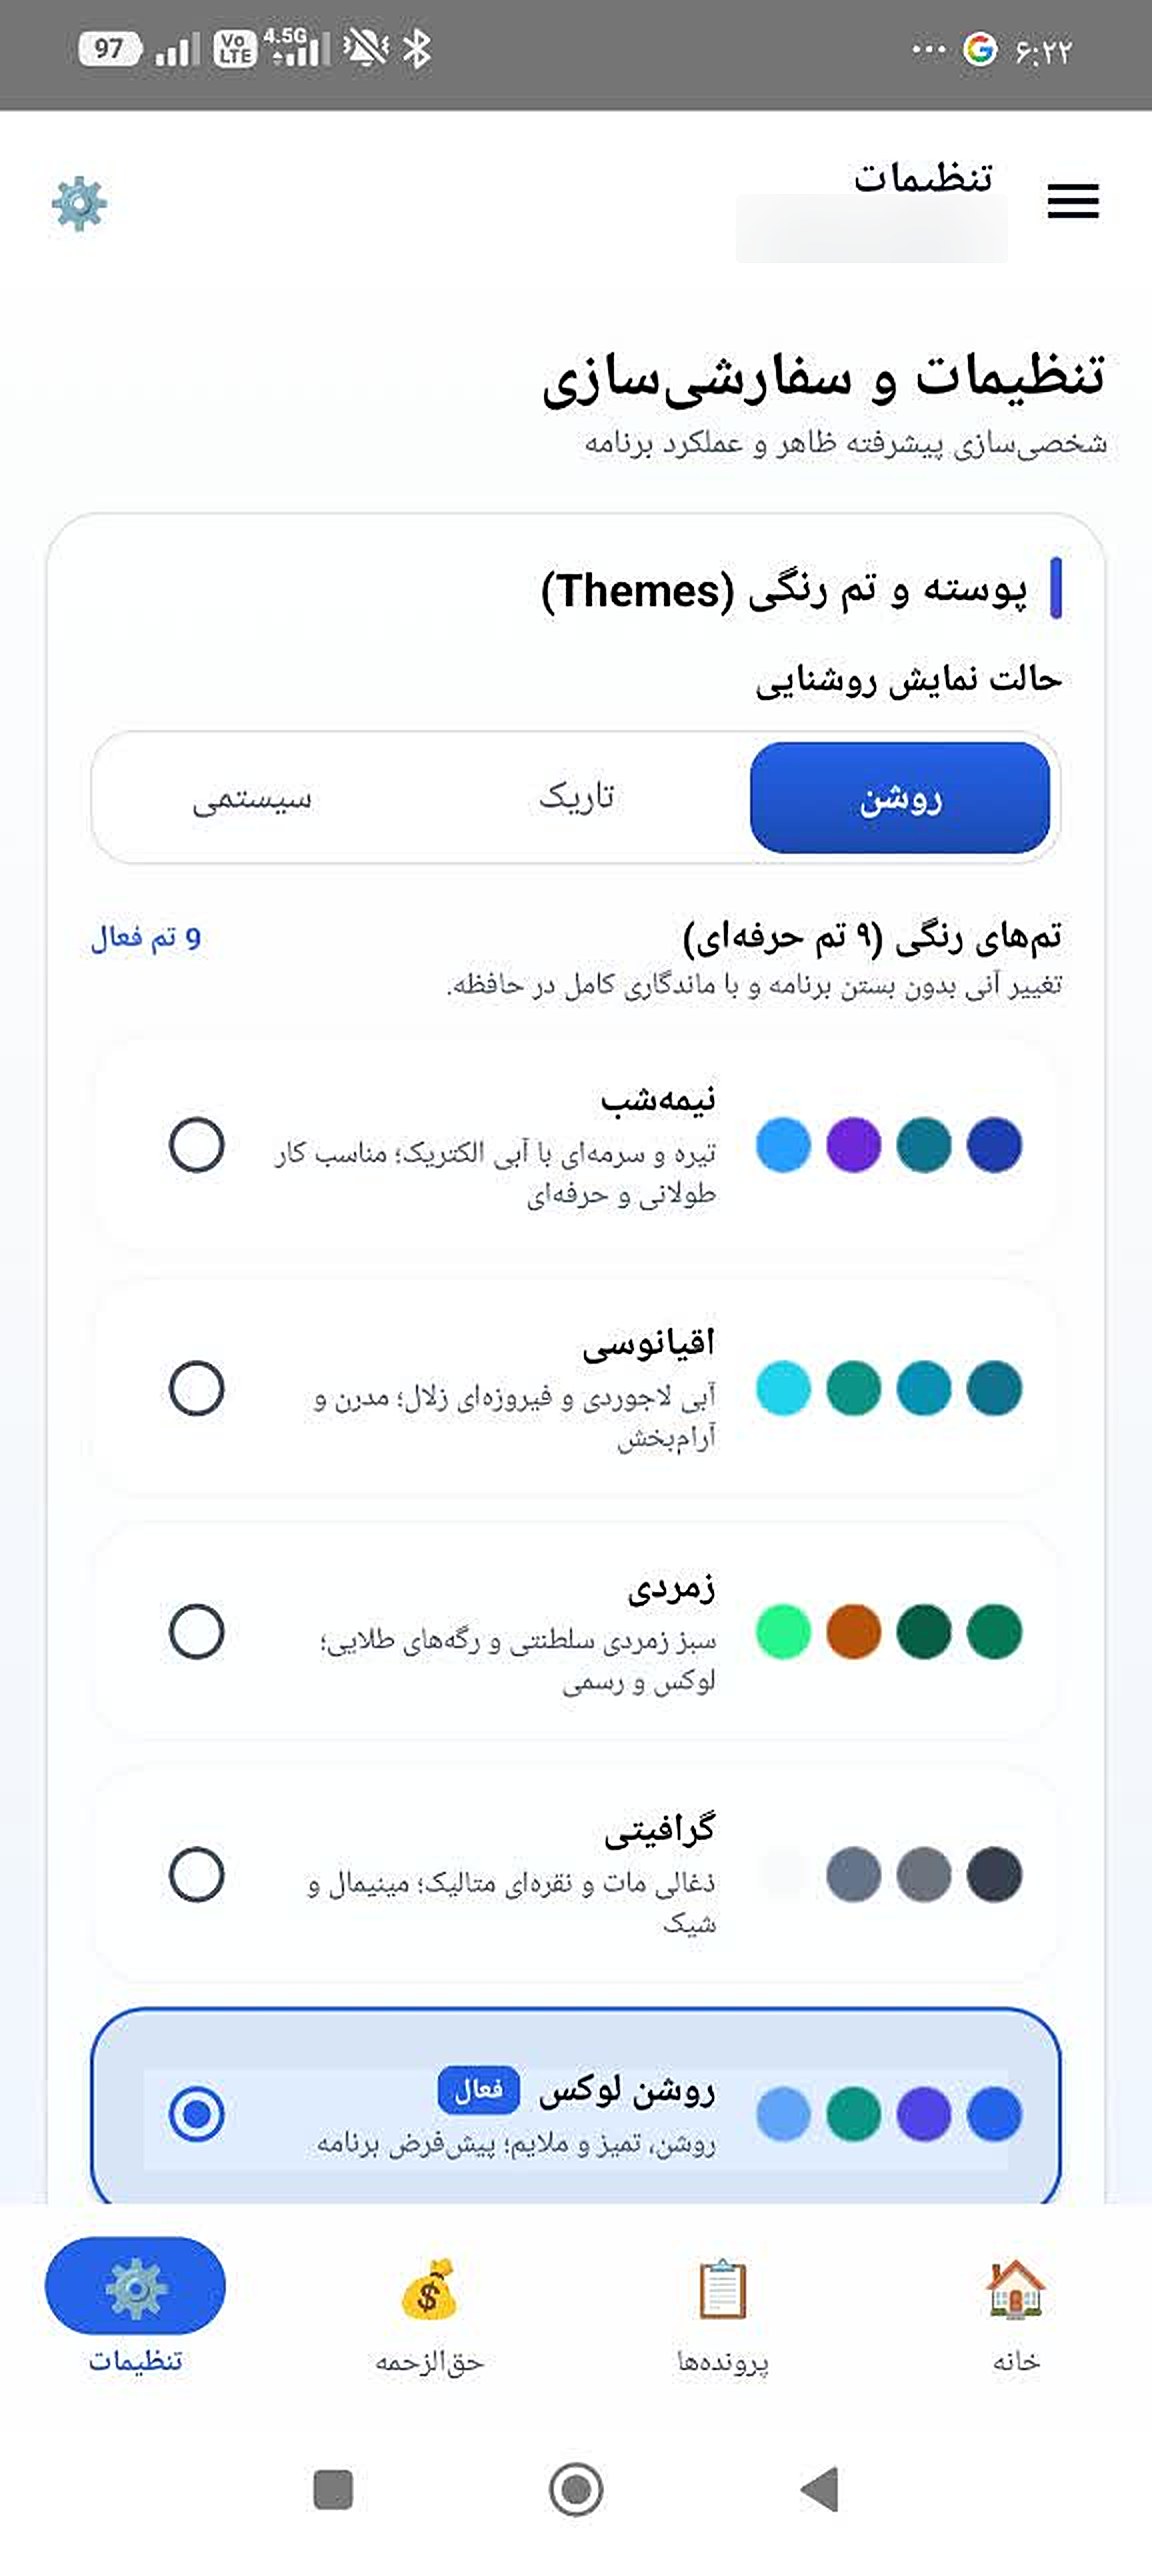 97
Vo
LTE
4.5G
۶:۲۲
تنظیمات
تنظیمات و سفارشی‌سازی
شخصی‌سازی پیشرفته ظاهر و عملکرد برنامه
پوسته و تم رنگی (Themes)
حالت نمایش روشنایی
روشن
تاریک
سیستمی
تم‌های رنگی (۹ تم حرفه‌ای)
9 تم فعال
تغییر آنی بدون بستن برنامه و با ماندگاری کامل در حافظه.
نیمه‌شب
تیره و سرمه‌ای با آبی الکتریک؛ مناسب کار
طولانی و حرفه‌ای
اقیانوسی
آبی لاجوردی و فیروزه‌ای زلال؛ مدرن و
آرام‌بخش
زمردی
سبز زمردی سلطنتی و رگه‌های طلایی؛
لوکس و رسمی
گرافیتی
ذغالی مات و نقره‌ای متالیک؛ مینیمال و
شیک
روشن لوکس
فعال
روشن، تمیز و ملایم؛ پیش‌فرض برنامه
خانه
پرونده‌ها
حق‌الزحمه
تنظیمات